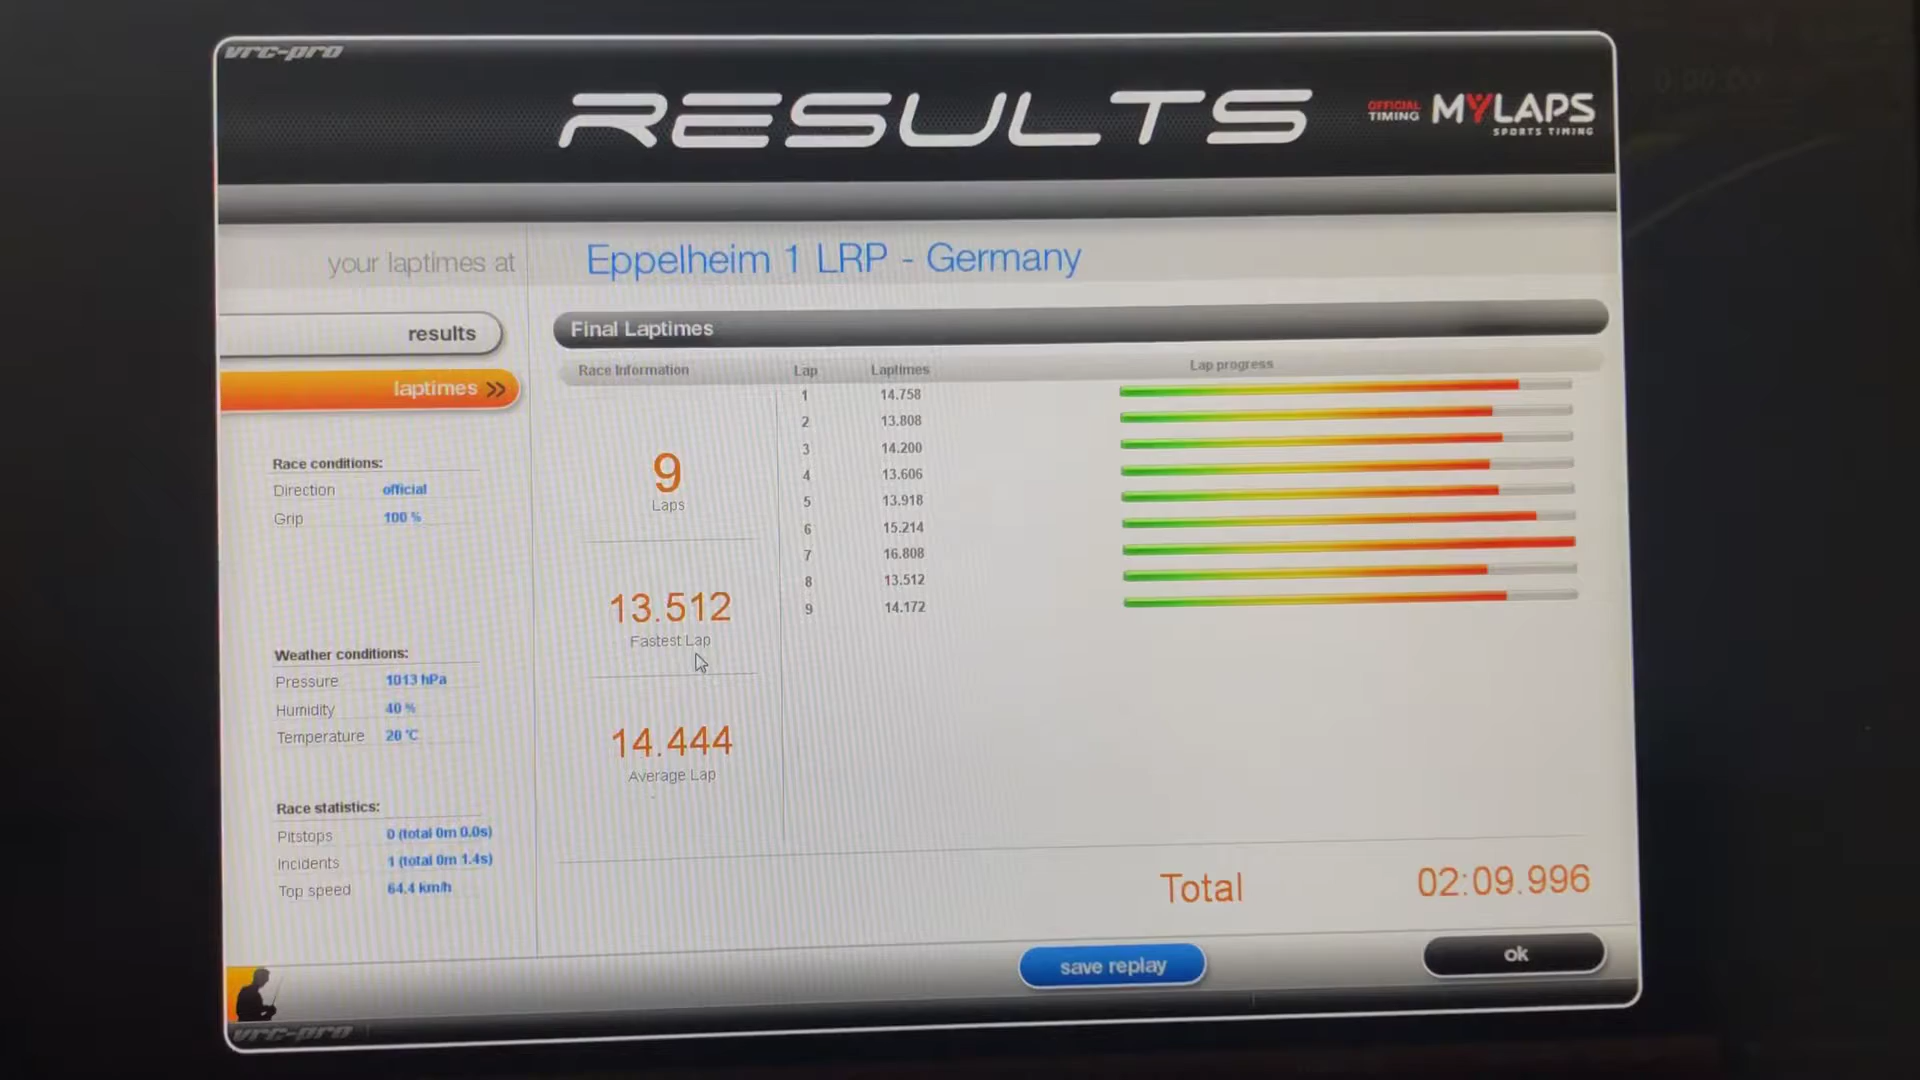 vrc-pro
RESULTS
OFFICIAL TIMING MYLAPS
SPORTS TIMING
your laptimes at
Eppelheim 1 LRP - Germany
results
laptimes >>
Final Laptimes
Race Information Lap Laptimes Lap progress
1 14.758
2 13.808
3 14.200
4 13.606
5 13.918
6 15.214
7 16.808
8 13.512
9 14.172
9
Laps
13.512
Fastest Lap
14.444
Average Lap
Race conditions:
Direction official
Grip 100 %
Weather conditions:
Pressure 1013 hPa
Humidity 40 %
Temperature 20 °C
Race statistics:
Pitstops 0 (total 0m 0.0s)
Incidents 1 (total 0m 1.4s)
Top speed 64.4 km/h
Total 02:09.996
save replay
ok
vrc-pro